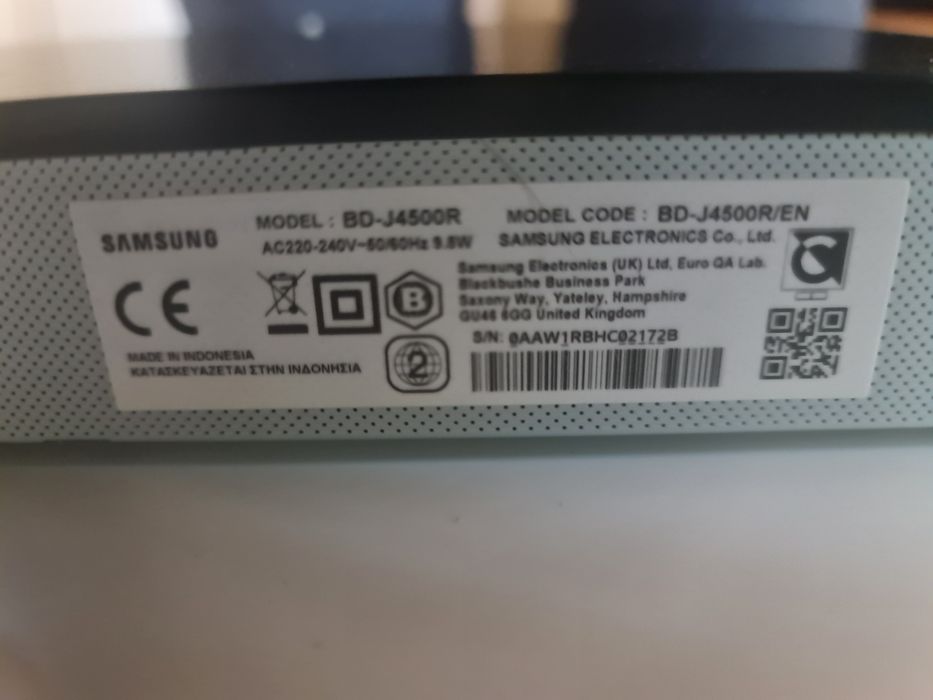 SAMSUNG
MODEL : BD-J4500R
MODEL CODE : BD-J4500R/EN
AC220-240V~50/60Hz 9.8W
SAMSUNG ELECTRONICS Co., Ltd.
Samsung Electronics (UK) Ltd, Euro QA Lab.
Blackbushe Business Park
Saxony Way, Yateley, Hampshire
GU46 6GG United Kingdom
CE
B
S/N: 0AAW1RBHC02172B
MADE IN INDONESIA
ΚΑΤΑΣΚΕΥΑΖΕΤΑΙ ΣΤΗΝ ΙΝΔΟΝΗΣΙΑ
2